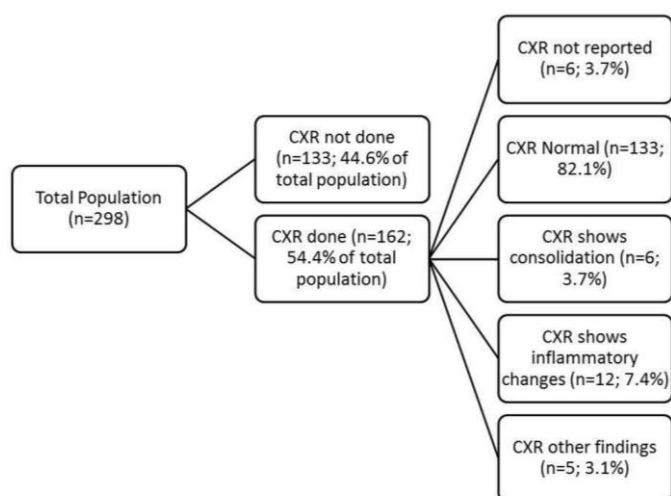 Total Population
(n=298)
CXR not done
(n=133; 44.6% of
total population)
CXR done (n=162;
54.4% of total
population)
CXR not reported
(n=6; 3.7%)
CXR Normal (n=133;
82.1%)
CXR shows
consolidation (n=6;
3.7%)
CXR shows
inflammatory
changes (n=12; 7.4%)
CXR other findings
(n=5; 3.1%)